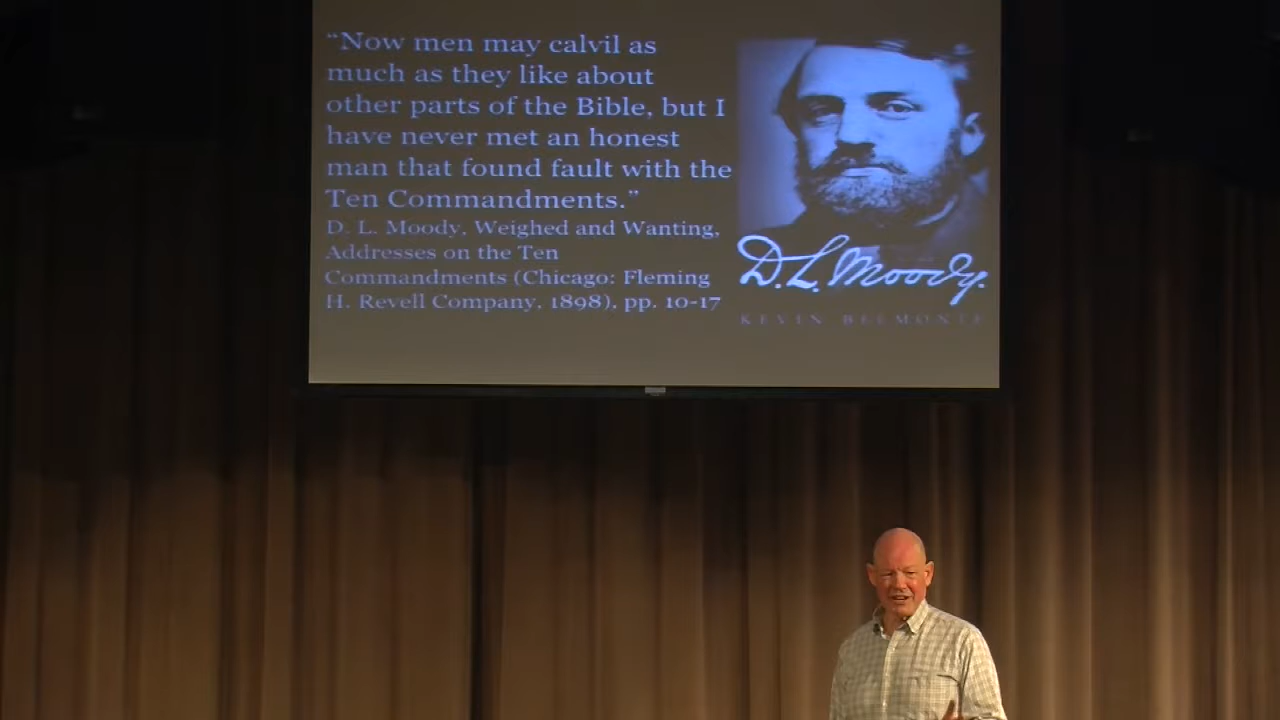 “Now men may calvil as
much as they like about
other parts of the Bible, but I
have never met an honest
man that found fault with the
Ten Commandments.”
D. L. Moody, Weighed and Wanting,
Addresses on the Ten
Commandments (Chicago: Fleming
H. Revell Company, 1898), pp. 10-17
D. L. Moody.
KEVIN BELMONTE